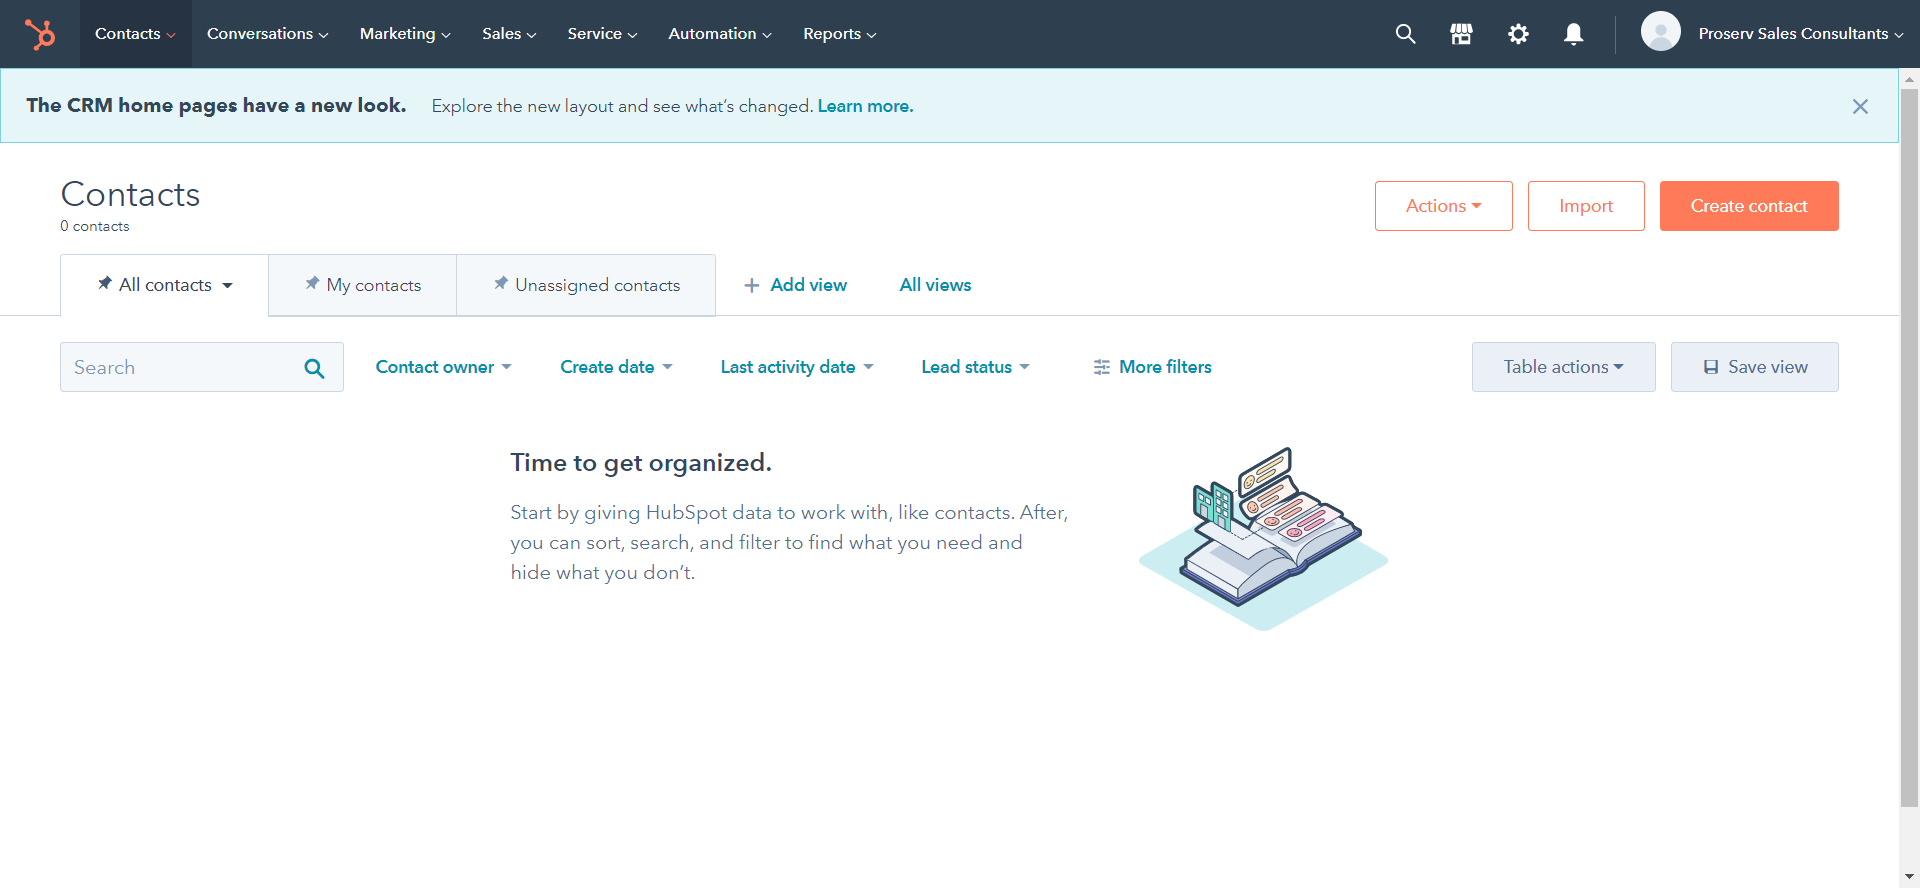 Contacts Conversations Marketing Sales Service Automation Reports Proserv Sales Consultants
The CRM home pages have a new look. Explore the new layout and see what's changed. Learn more.
Contacts
0 contacts
Actions Import Create contact
All contacts My contacts Unassigned contacts + Add view All views
Search Contact owner Create date Last activity date Lead status More filters Table actions Save view
Time to get organized.
Start by giving HubSpot data to work with, like contacts. After,
you can sort, search, and filter to find what you need and
hide what you don't.